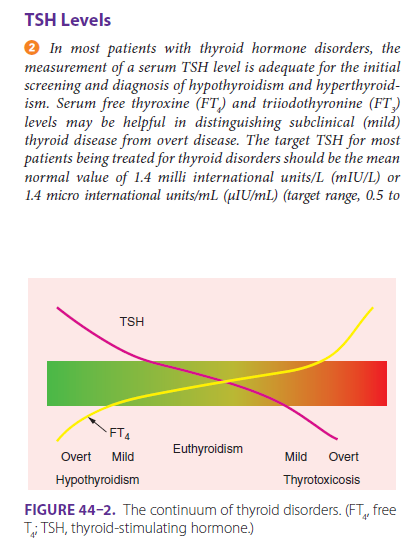 TSH Levels
2 In most patients with thyroid hormone disorders, the
measurement of a serum TSH level is adequate for the initial
screening and diagnosis of hypothyroidism and hyperthyroid-
ism. Serum free thyroxine (FT₄) and triiodothyronine (FT₃)
levels may be helpful in distinguishing subclinical (mild)
thyroid disease from overt disease. The target TSH for most
patients being treated for thyroid disorders should be the mean
normal value of 1.4 milli international units/L (mIU/L) or
1.4 micro international units/mL (μIU/mL) (target range, 0.5 to
TSH
FT₄
Overt Mild Euthyroidism Mild Overt
Hypothyroidism Thyrotoxicosis
FIGURE 44–2. The continuum of thyroid disorders. (FT₄, free
T₄; TSH, thyroid-stimulating hormone.)